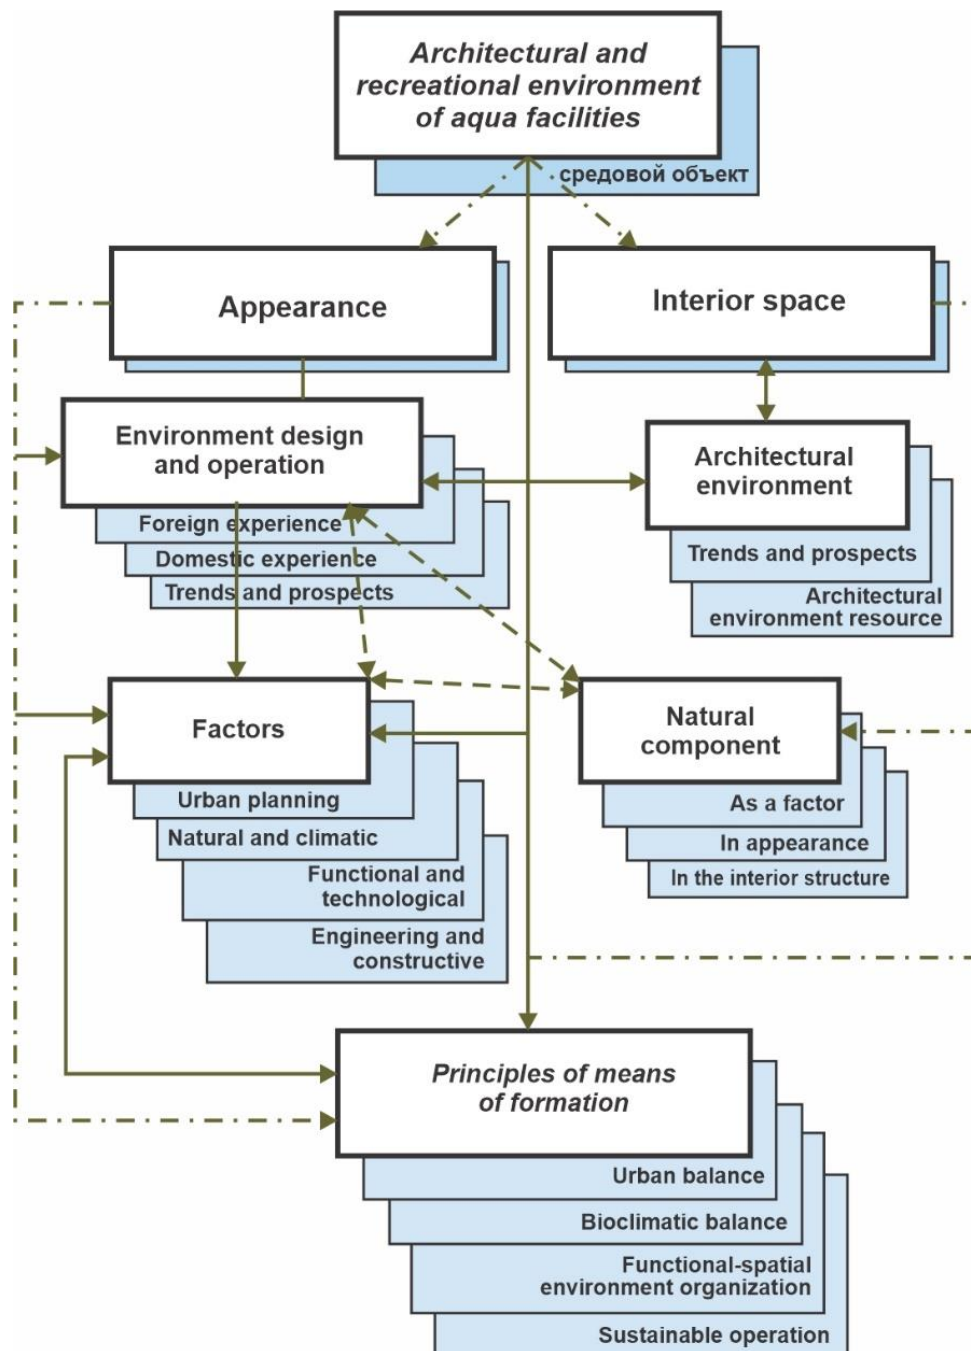 Architectural and
recreational environment
of aqua facilities
средовой объект
Appearance
Interior space
Environment design
and operation
Foreign experience
Domestic experience
Trends and prospects
Architectural
environment
Trends and prospects
Architectural
environment resource
Factors
Urban planning
Natural and climatic
Functional and
technological
Engineering and
constructive
Natural
component
As a factor
In appearance
In the interior structure
Principles of means
of formation
Urban balance
Bioclimatic balance
Functional-spatial
environment organization
Sustainable operation